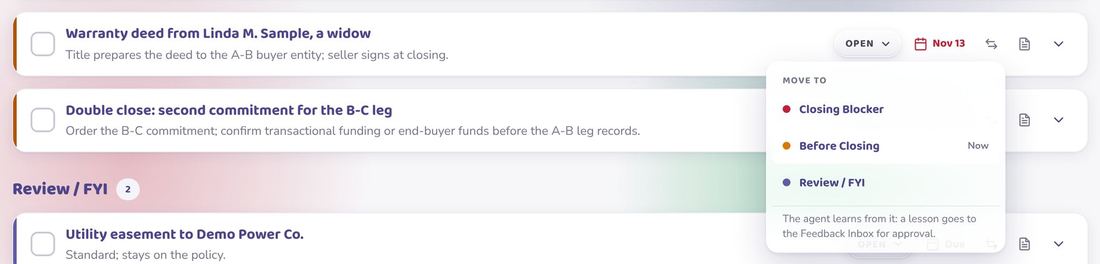 Warranty deed from Linda M. Sample, a widow
Title prepares the deed to the A-B buyer entity; seller signs at closing.
OPEN
Nov 13
MOVE TO
Closing Blocker
Double close: second commitment for the B-C leg
Order the B-C commitment; confirm transactional funding or end-buyer funds before the A-B leg records.
Before Closing Now
Review / FYI 2
Review / FYI
The agent learns from it: a lesson goes to
the Feedback Inbox for approval.
Utility easement to Demo Power Co.
Standard; stays on the policy.
OPEN
Due